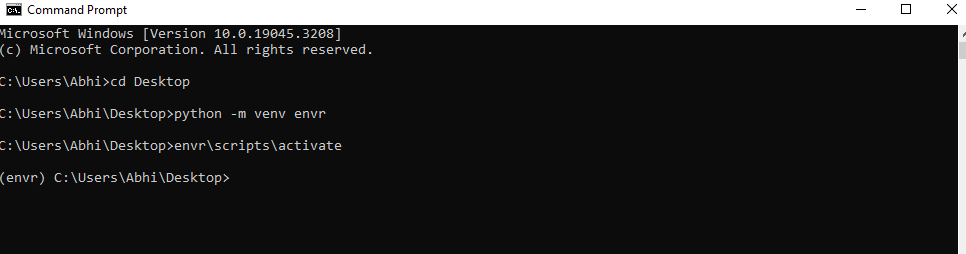 Command Prompt
Microsoft Windows [Version 10.0.19045.3208]
(c) Microsoft Corporation. All rights reserved.
C:\Users\Abhi>cd Desktop
C:\Users\Abhi\Desktop>python -m venv envr
C:\Users\Abhi\Desktop>envr\scripts\activate
(envr) C:\Users\Abhi\Desktop>